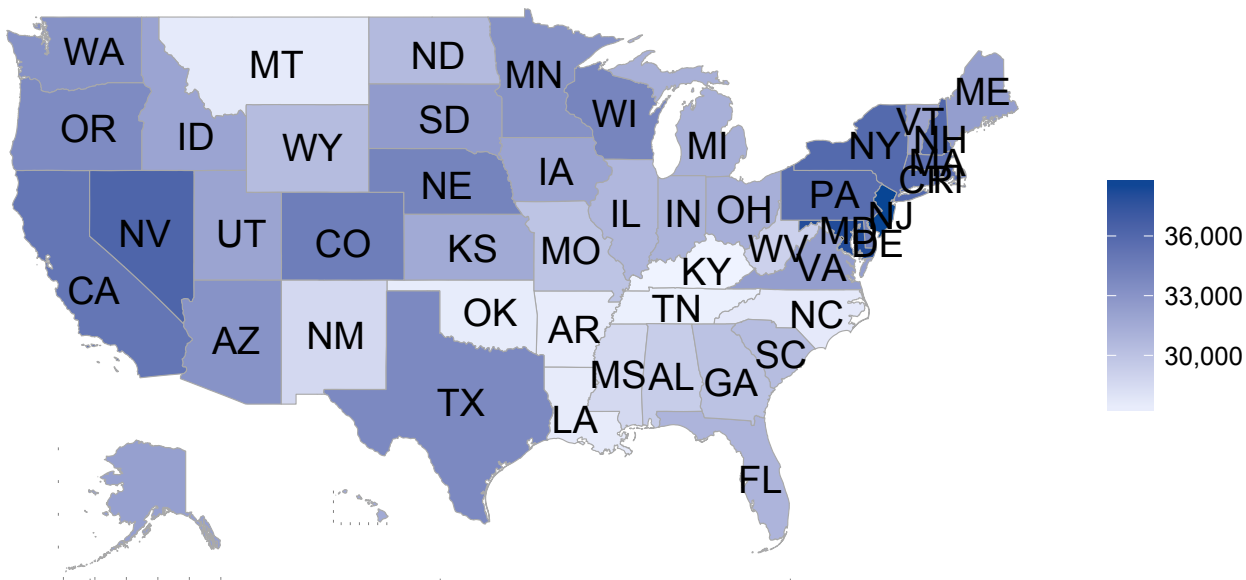 WA
MT
ND
MN
ME
OR
ID
SD
WI
VT
NH
WY
MI
NY
MA
NE
IA
CT
RI
PA
NV
UT
CO
IL
IN
OH
NJ
KS
MO
WV
MD
DE
CA
KY
VA
AZ
NM
OK
AR
TN
NC
TX
MS
AL
GA
SC
LA
FL
36,000
33,000
30,000